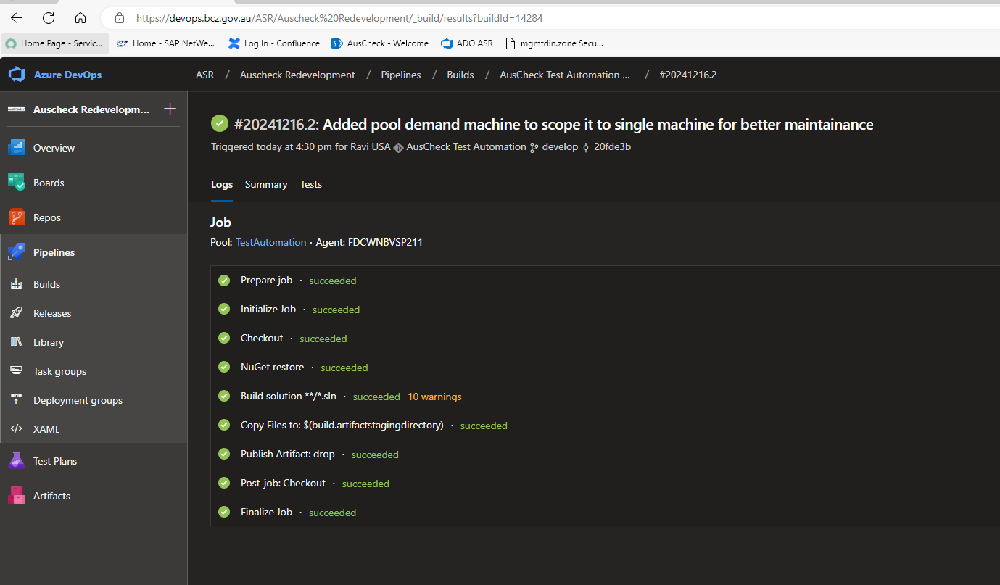 https://devops.bcz.gov.au/ASR/Auscheck%20Redevelopment/_build/results?buildId=14284
Home Page - Servic... Home - SAP NetWe... Log In - Confluence AusCheck - Welcome ADO ASR mgmtdin.zone Secu...
Azure DevOps ASR / Auscheck Redevelopment / Pipelines / Builds / AusCheck Test Automation ... / #20241216.2
Auscheck Redevelopm...
#20241216.2: Added pool demand machine to scope it to single machine for better maintainance
Triggered today at 4:30 pm for Ravi USA AusCheck Test Automation develop 20fde3b
Overview
Boards
Repos
Pipelines
Builds
Releases
Library
Task groups
Deployment groups
XAML
Test Plans
Artifacts
Logs Summary Tests
Job
Pool: TestAutomation · Agent: FDCWNBVSP211
Prepare job · succeeded
Initialize Job · succeeded
Checkout · succeeded
NuGet restore · succeeded
Build solution **/*.sln · succeeded 10 warnings
Copy Files to: $(build.artifactstagingdirectory) · succeeded
Publish Artifact: drop · succeeded
Post-job: Checkout · succeeded
Finalize Job · succeeded